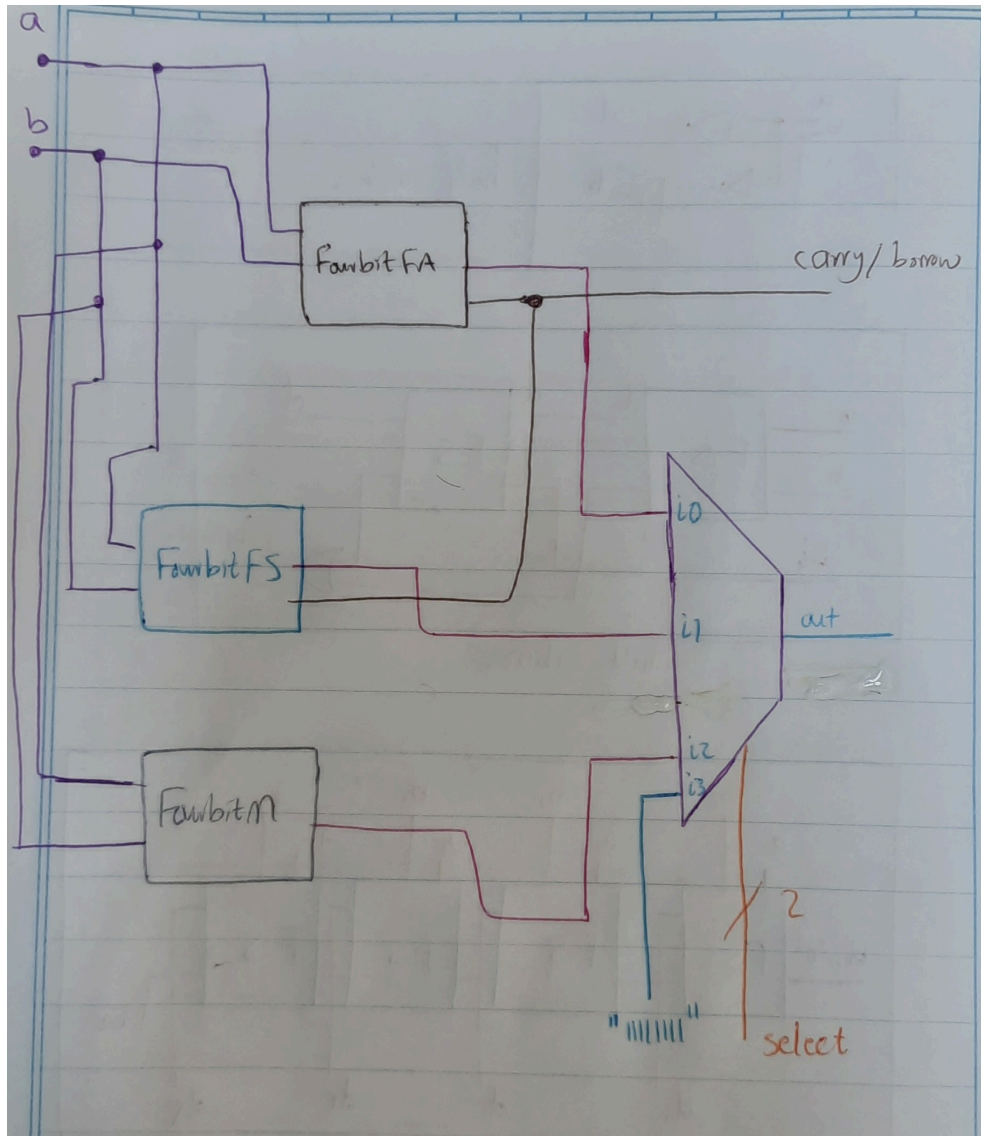 a
b
FourbitFA
carry/borrow
FourbitFS
i0
i1
out
i2
i3
FourbitM
2
"11111111"
select